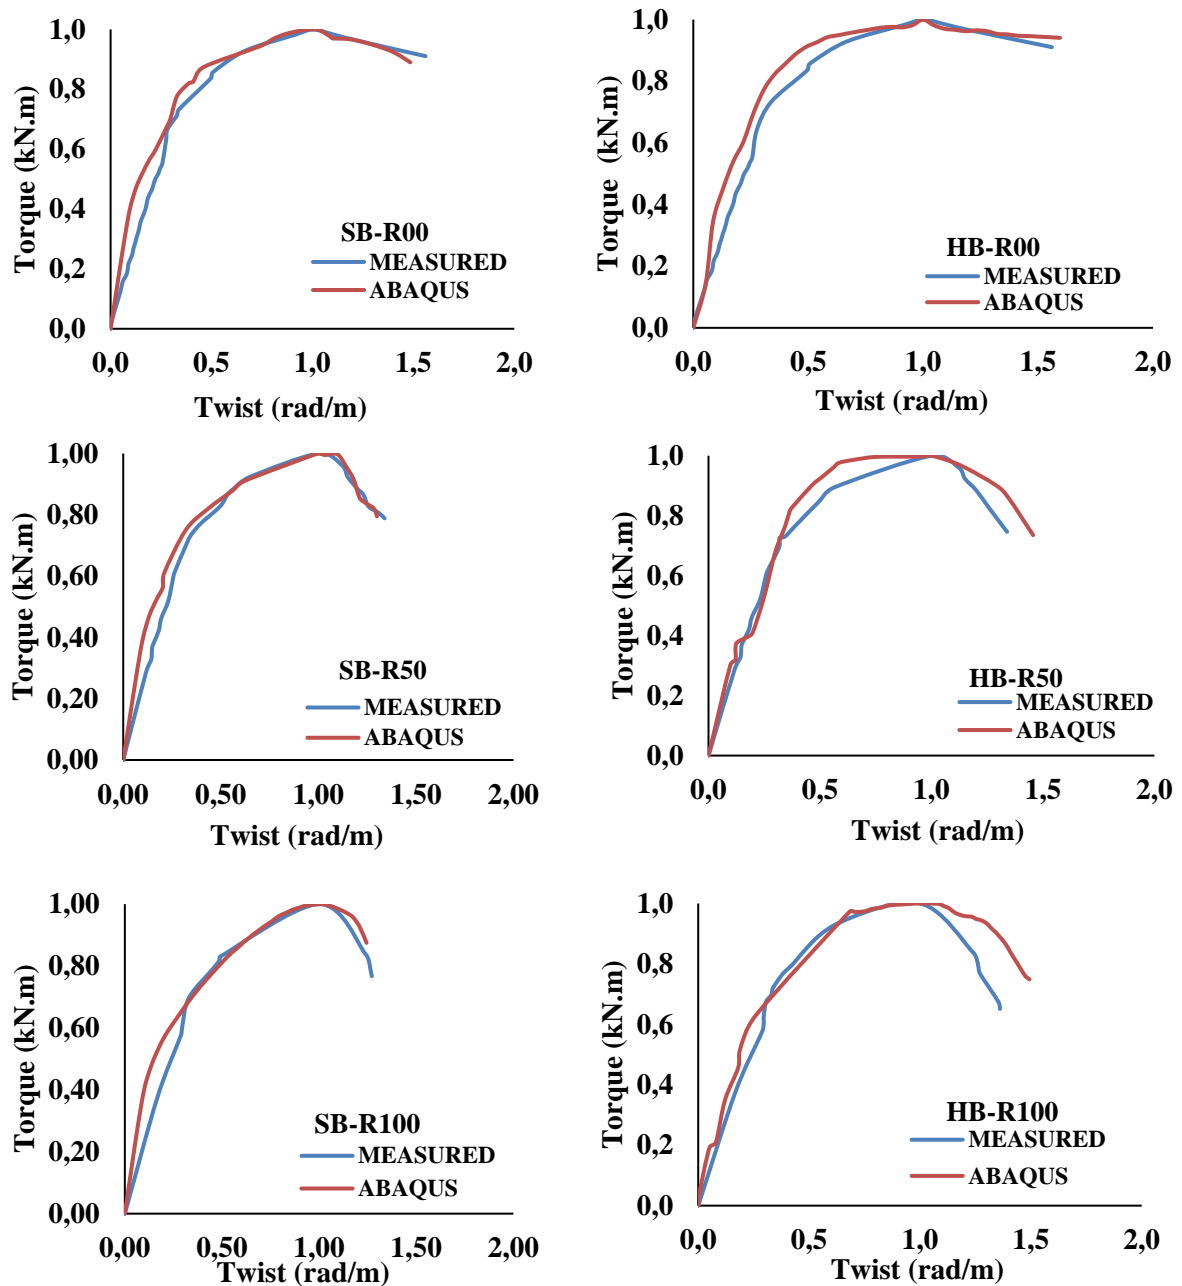 1,0
0,8
0,6
0,4
0,2
0,0
Torque (kN.m)
SB-R00
MEASURED
ABAQUS
0,0 0,5 1,0 1,5 2,0
Twist (rad/m)
1,0
0,8
0,6
0,4
0,2
0,0
Torque (kN.m)
HB-R00
MEASURED
ABAQUS
0,0 0,5 1,0 1,5 2,0
Twist (rad/m)
1,00
0,80
0,60
0,40
0,20
0,00
Torque (kN.m)
SB-R50
MEASURED
ABAQUS
0,00 0,50 1,00 1,50 2,00
Twist (rad/m)
1,0
0,8
0,6
0,4
0,2
0,0
Torque (kN.m)
HB-R50
MEASURED
ABAQUS
0,0 0,5 1,0 1,5 2,0
Twist (rad/m)
1,00
0,80
0,60
0,40
0,20
0,00
Torque (kN.m)
SB-R100
MEASURED
ABAQUS
0,00 0,50 1,00 1,50 2,00
Twist (rad/m)
1,0
0,8
0,6
0,4
0,2
0,0
Torque (kN.m)
HB-R100
MEASURED
ABAQUS
0,0 0,5 1,0 1,5 2,0
Twist (rad/m)